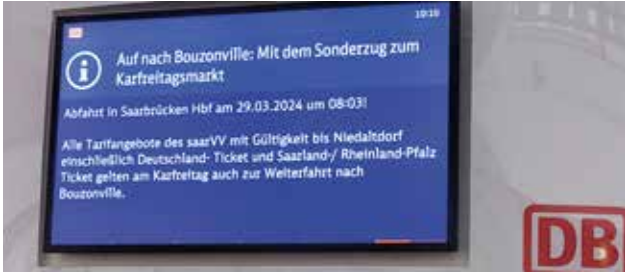 10:10
Auf nach Bouzonville: Mit dem Sonderzug zum
Karfreitagsmarkt
Abfahrt in Saarbrücken Hbf am 29.03.2024 um 08:03!
Alle Tarifangebote des saarVV mit Gültigkeit bis Niedaltdorf
einschließlich Deutschland- Ticket und Saarland-/ Rheinland-Pfalz
Ticket gelten am Karfreitag auch zur Weiterfahrt nach
Bouzonville.
DB